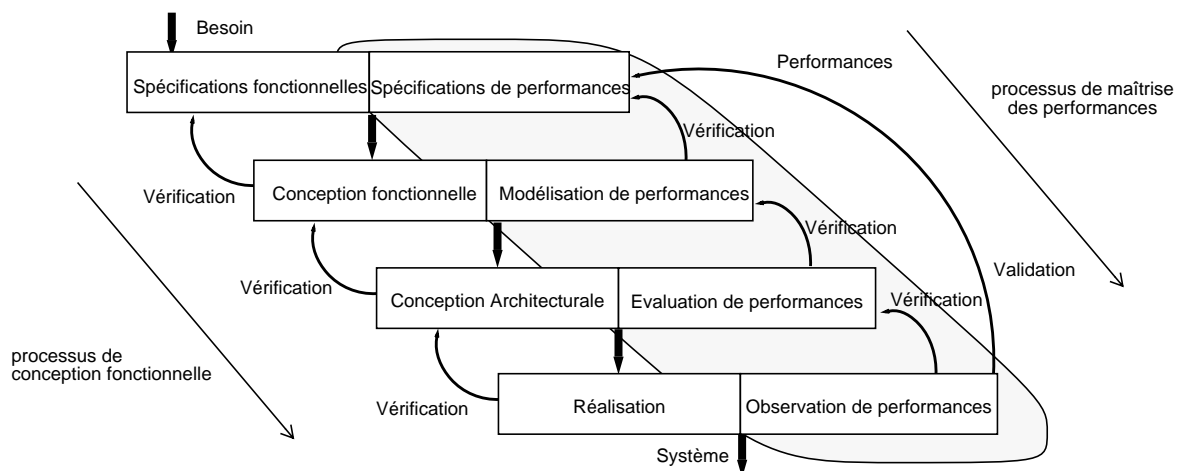 Besoin
Spécifications fonctionnelles
Spécifications de performances
Performances
processus de maîtrise
des performances
Vérification
Vérification
Conception fonctionnelle
Modélisation de performances
Vérification
Vérification
Validation
Conception Architecturale
Evaluation de performances
Vérification
processus de
conception fonctionnelle
Vérification
Réalisation
Observation de performances
Système